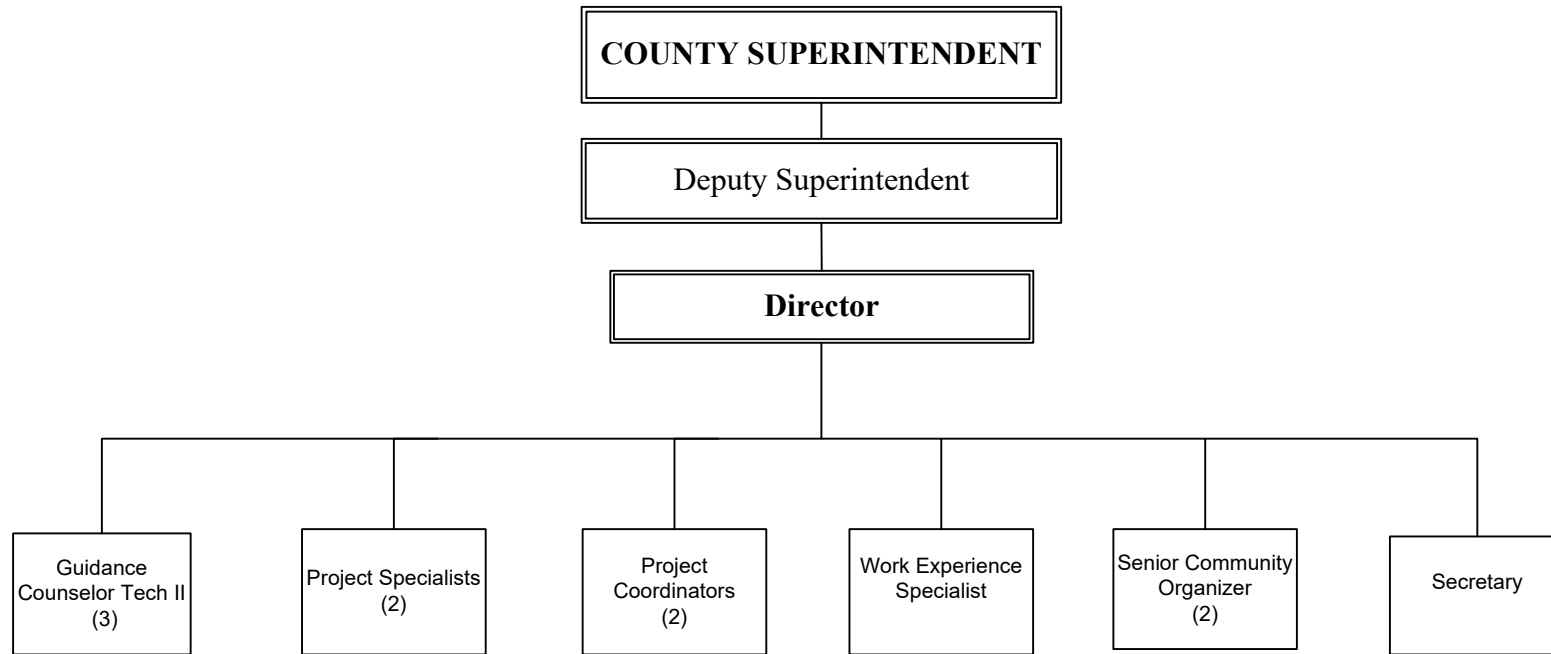 COUNTY SUPERINTENDENT
Deputy Superintendent
Director
Guidance
Counselor Tech II
(3)
Project Specialists
(2)
Project
Coordinators
(2)
Work Experience
Specialist
Senior Community
Organizer
(2)
Secretary